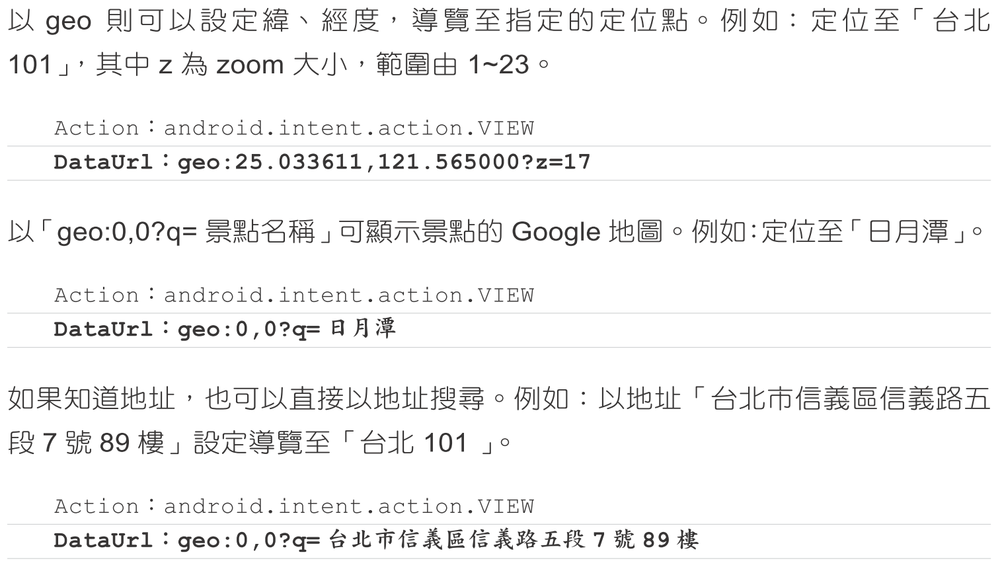 以 geo 則可以設定緯、經度，導覽至指定的定位點。例如：定位至「台北
101」，其中 z 為 zoom 大小，範圍由 1~23。
Action：android.intent.action.VIEW
DataUrl：geo:25.033611,121.565000?z=17
以「geo:0,0?q= 景點名稱」可顯示景點的 Google 地圖。例如：定位至「日月潭」。
Action：android.intent.action.VIEW
DataUrl：geo:0,0?q= 日月潭
如果知道地址，也可以直接以地址搜尋。例如：以地址「台北市信義區信義路五
段 7 號 89 樓」設定導覽至「台北 101 」。
Action：android.intent.action.VIEW
DataUrl：geo:0,0?q= 台北市信義區信義路五段 7 號 89 樓